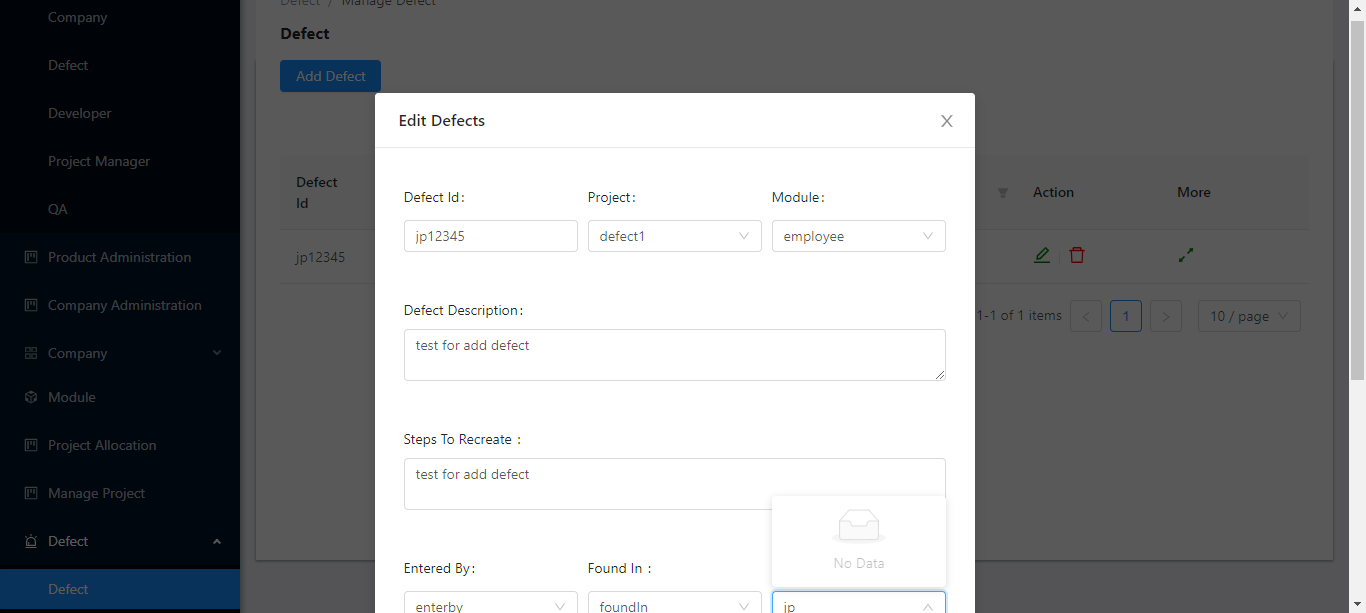 Company
Defect
Developer
Project Manager
QA
Product Administration
Company Administration
Company
Module
Project Allocation
Manage Project
Defect
Defect
Defect / Manage Defect
Defect
Add Defect
Defect
Id
Action
More
jp12345
1-1 of 1 items
<
1
>
10 / page
Edit Defects
Defect Id:
Project:
Module:
jp12345
defect1
employee
Defect Description:
test for add defect
Steps To Recreate :
test for add defect
No Data
Entered By:
Found In :
enterby
foundIn
jp